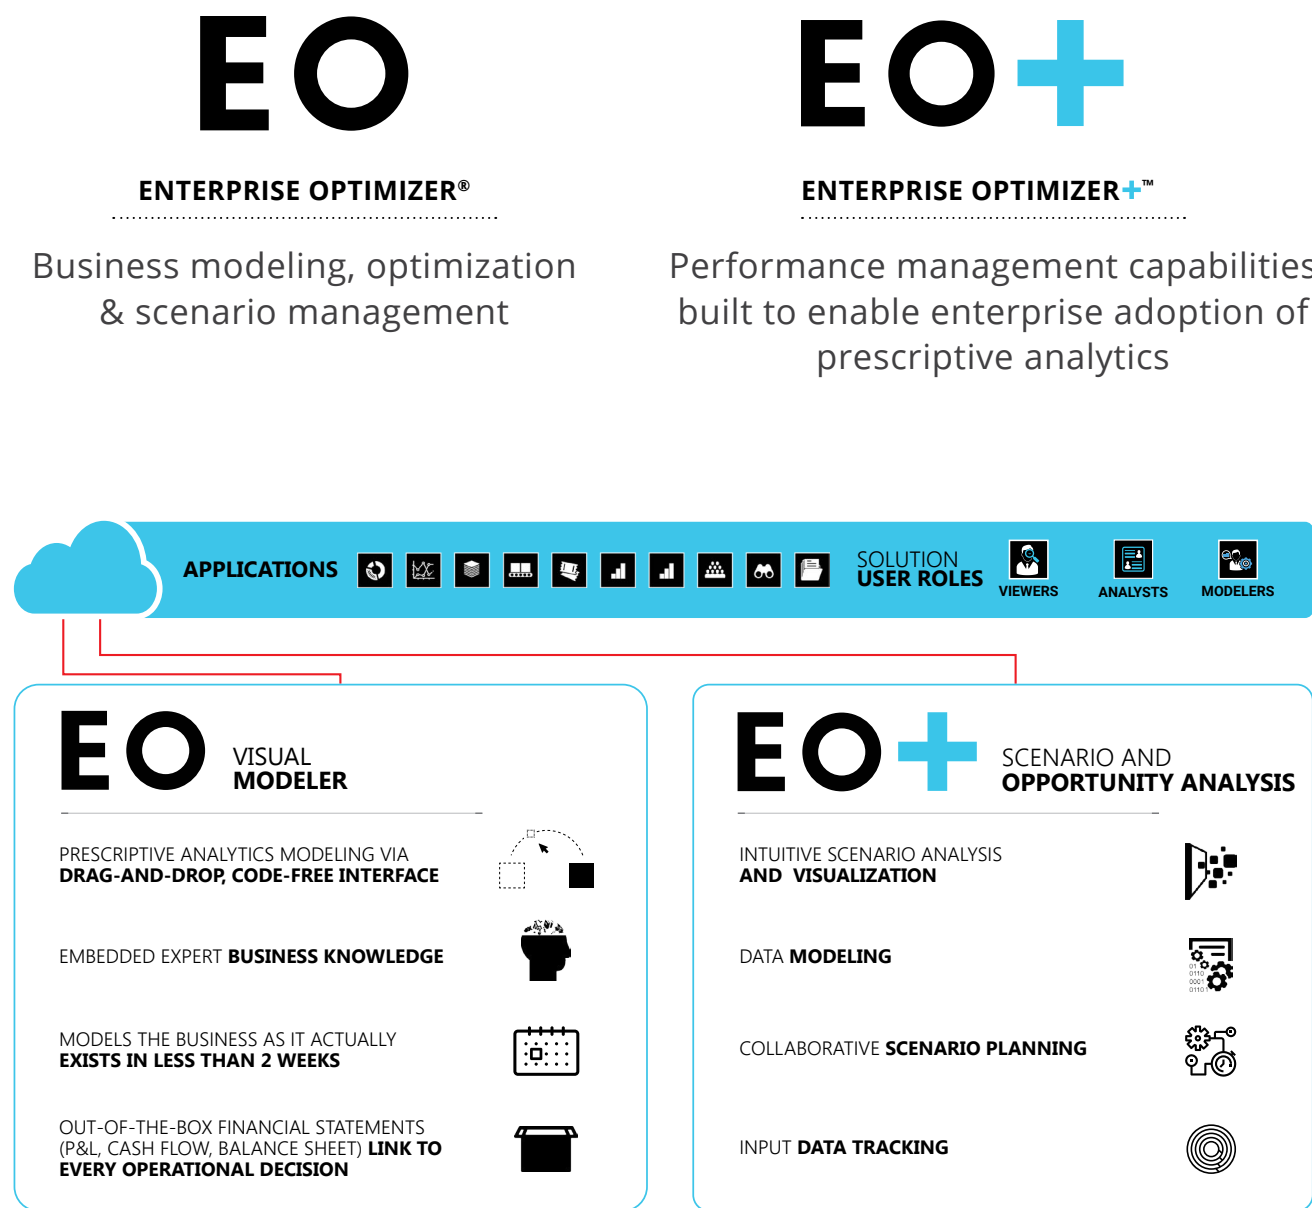 EO
ENTERPRISE OPTIMIZER®
Business modeling, optimization
& scenario management
EO+
ENTERPRISE OPTIMIZER+™
Performance management capabilities
built to enable enterprise adoption of
prescriptive analytics
APPLICATIONS
SOLUTION
USER ROLES
VIEWERS
ANALYSTS
MODELERS
EO
VISUAL
MODELER
PRESCRIPTIVE ANALYTICS MODELING VIA
DRAG-AND-DROP, CODE-FREE INTERFACE
EMBEDDED EXPERT BUSINESS KNOWLEDGE
MODELS THE BUSINESS AS IT ACTUALLY
EXISTS IN LESS THAN 2 WEEKS
OUT-OF-THE-BOX FINANCIAL STATEMENTS
(P&L, CASH FLOW, BALANCE SHEET) LINK TO
EVERY OPERATIONAL DECISION
EO+
SCENARIO AND
OPPORTUNITY ANALYSIS
INTUITIVE SCENARIO ANALYSIS
AND VISUALIZATION
DATA MODELING
01
0110
0001
01101
COLLABORATIVE SCENARIO PLANNING
INPUT DATA TRACKING